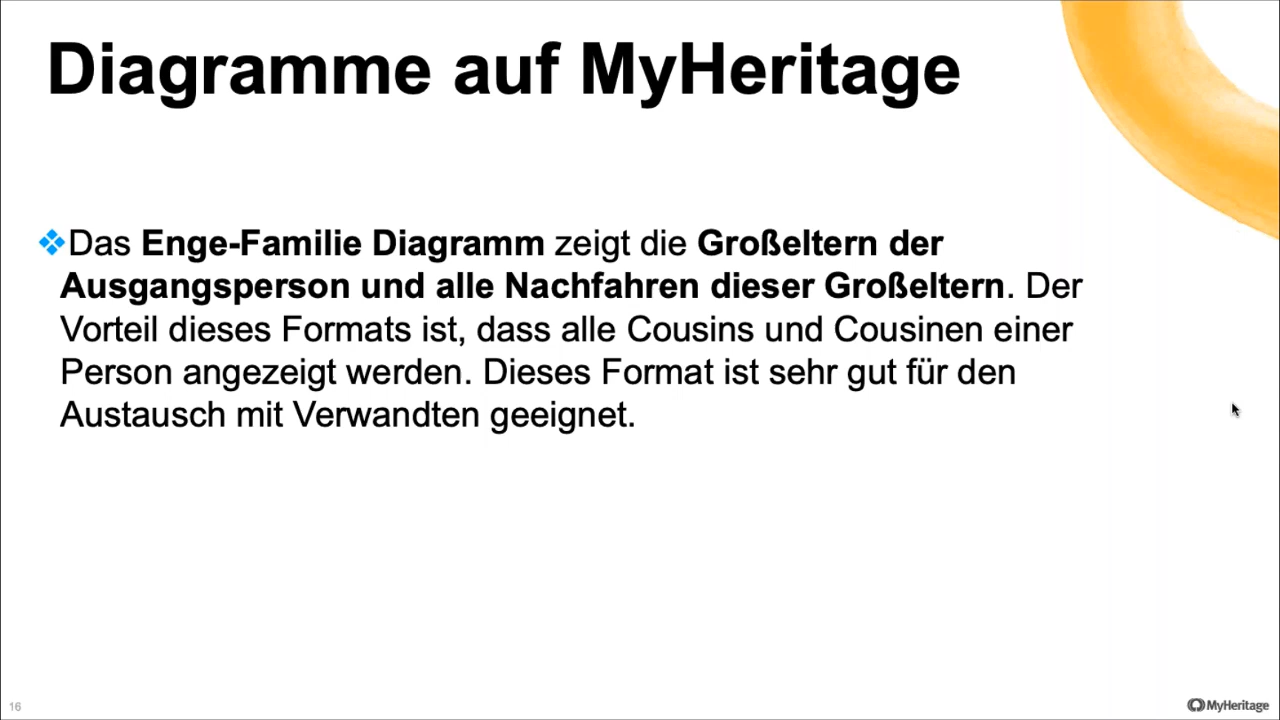 Diagramme auf MyHeritage
❖Das Enge-Familie Diagramm zeigt die Großeltern der
Ausgangsperson und alle Nachfahren dieser Großeltern. Der
Vorteil dieses Formats ist, dass alle Cousins und Cousinen einer
Person angezeigt werden. Dieses Format ist sehr gut für den
Austausch mit Verwandten geeignet.
16
MyHeritage